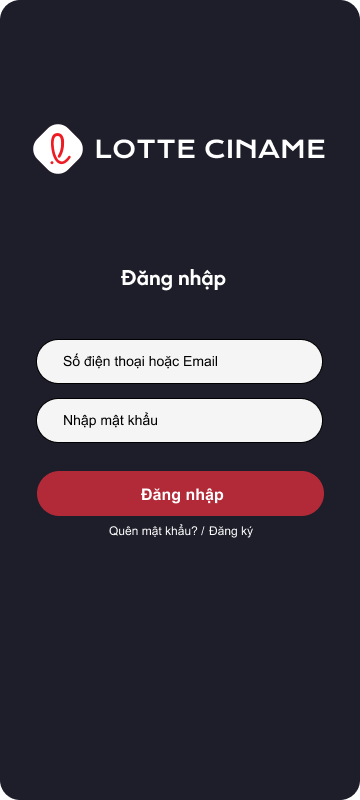 LOTTE CINAME
Đăng nhập
Số điện thoại hoặc Email
Nhập mật khẩu
Đăng nhập
Quên mật khẩu? / Đăng ký